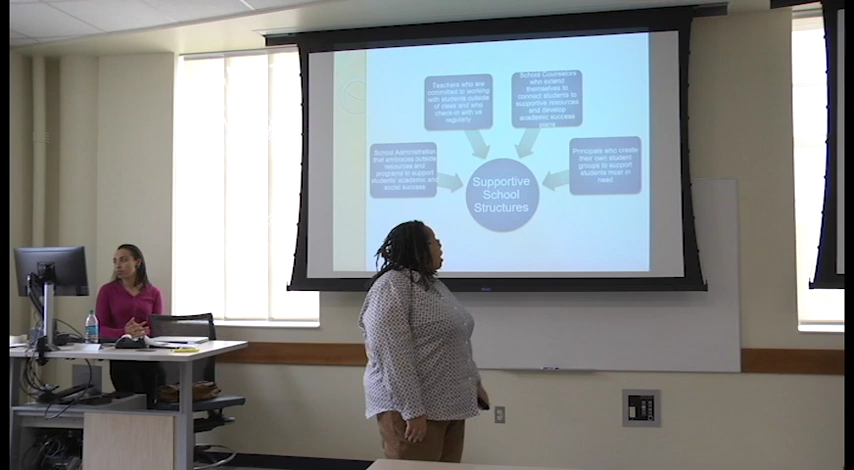 Teachers who are
committed to working
with students outside
of class and who
check-in with us
regularly
School Counselors
who extend
themselves to
connect students to
supportive resources
and develop
academic success
plans
School Administration
that embraces outside
resources and
programs to support
students' academic and
social success
Principals who create
their own student
groups to support
students most in
need
Supportive
School
Structures